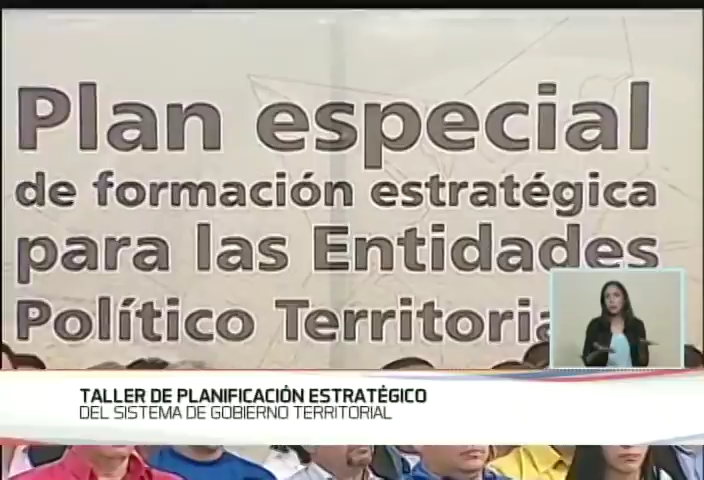 Plan especial
de formación estratégica
para las Entidades
Político Territoria
TALLER DE PLANIFICACIÓN ESTRATÉGICO
DEL SISTEMA DE GOBIERNO TERRITORIAL